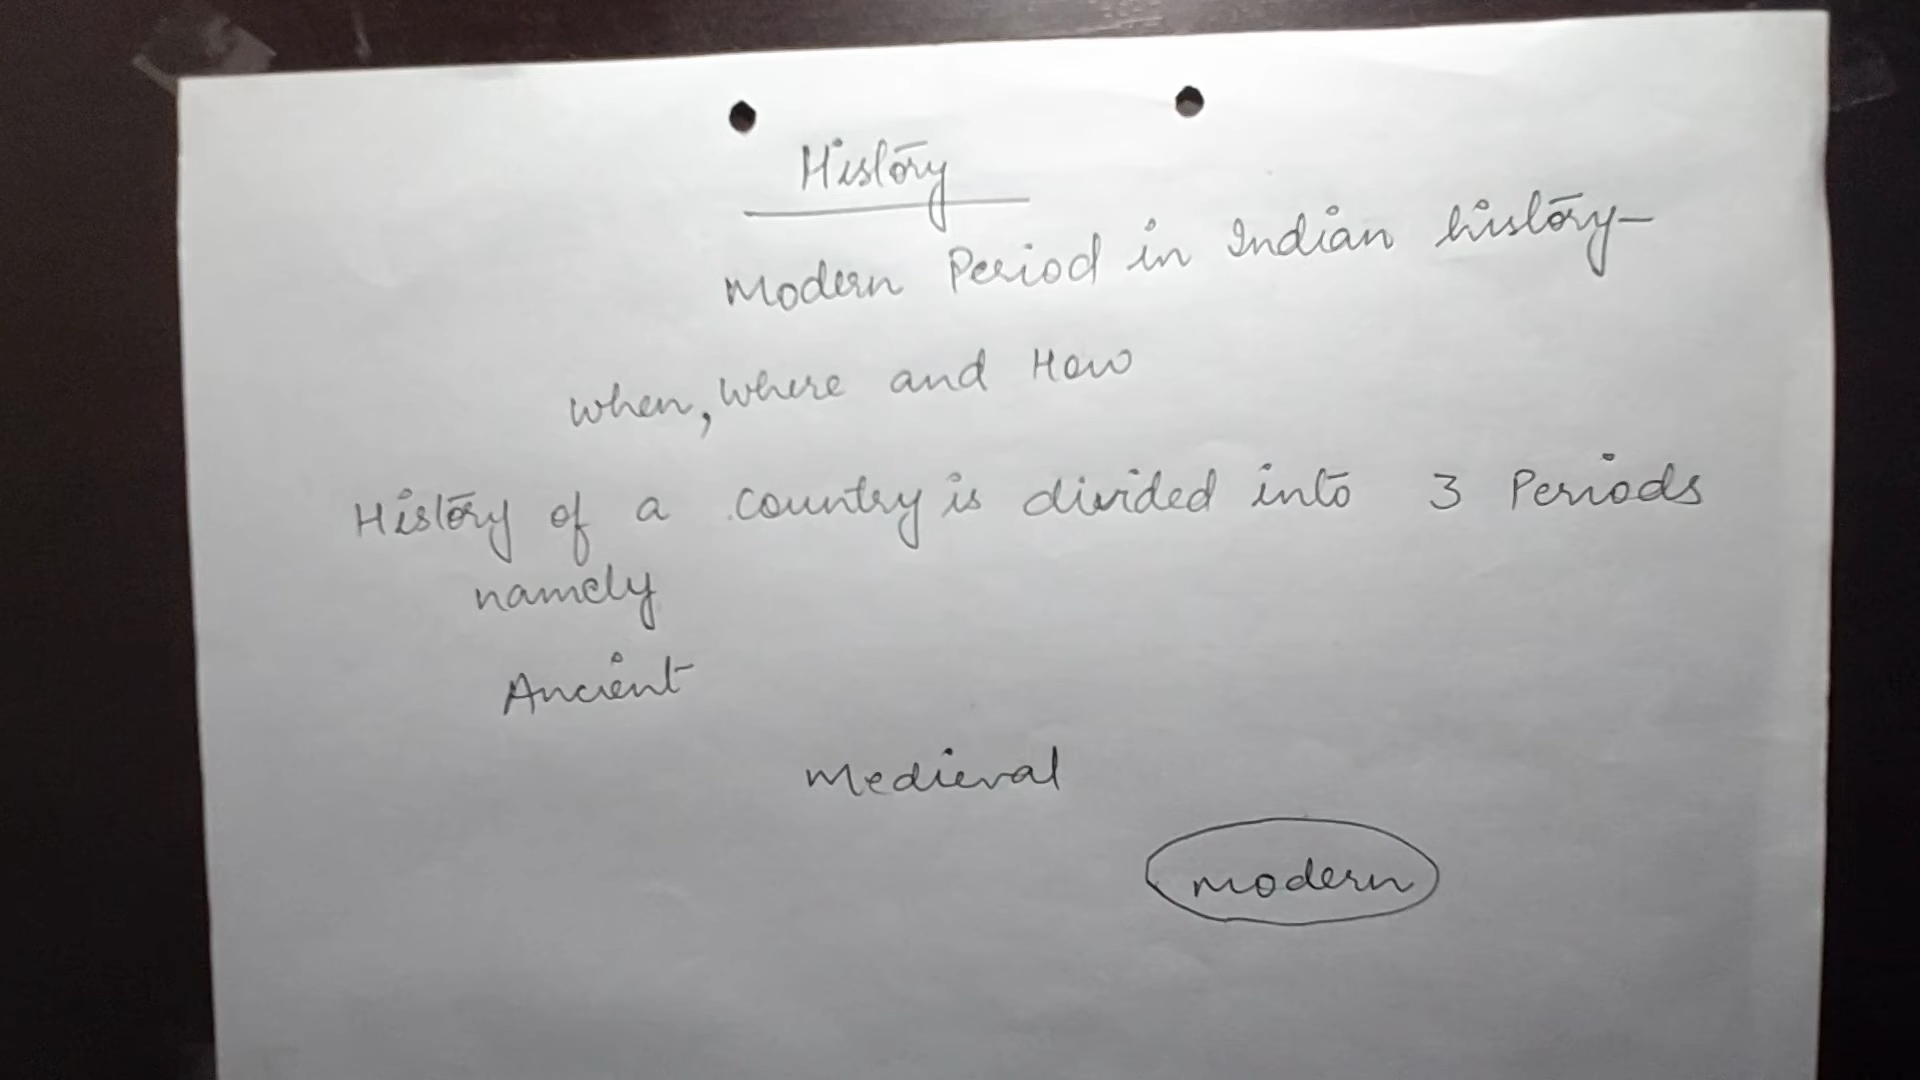 History
Modern Period in Indian history-
When, Where and How
History of a country is divided into 3 Periods
namely
Ancient
Medieval
modern